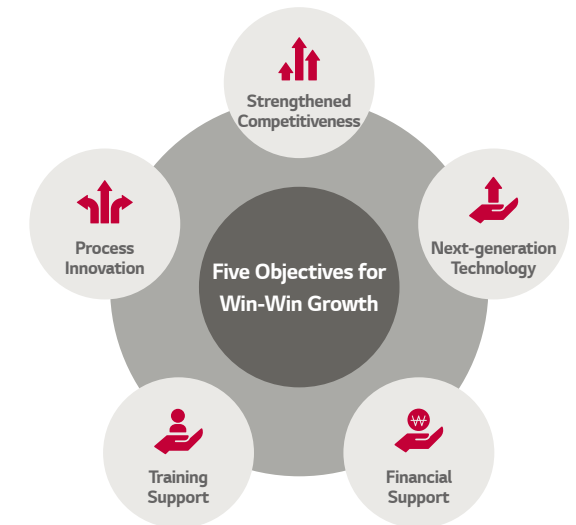 Strengthened
Competitiveness
Next-generation
Technology
Financial
Support
Training
Support
Process
Innovation
Five Objectives for
Win-Win Growth
₩